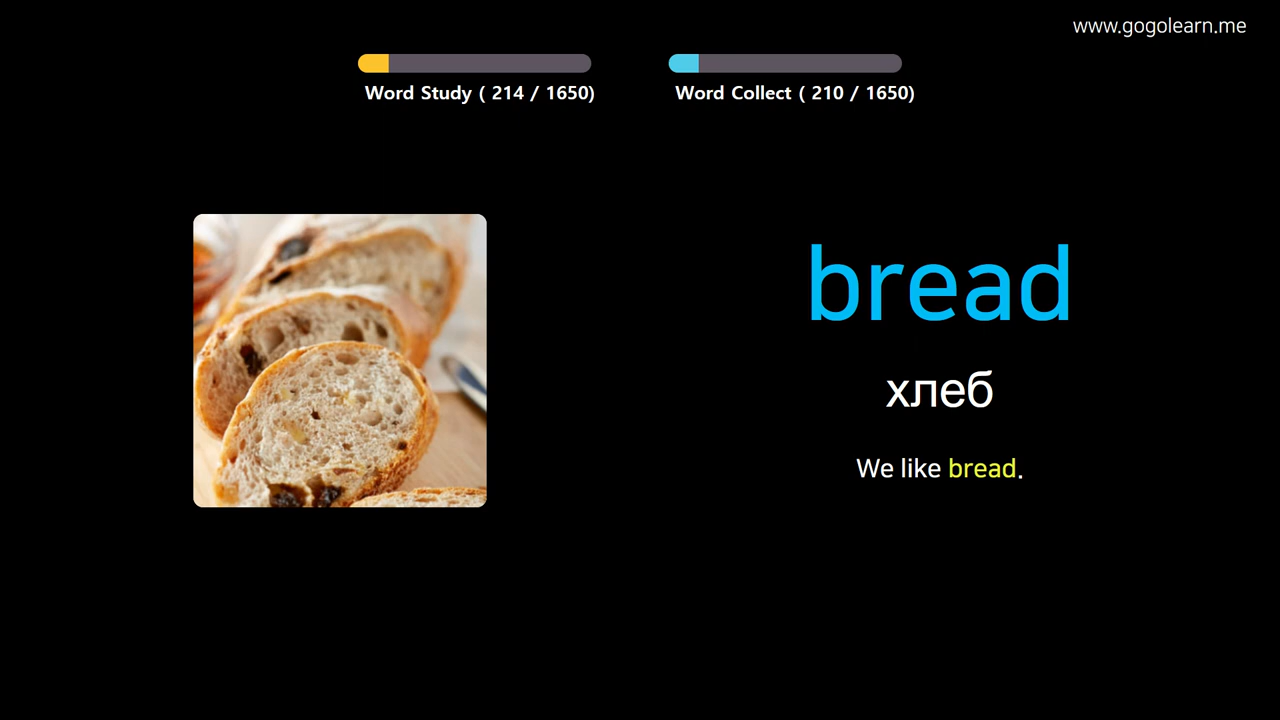 www.gogolearn.me
Word Study ( 214 / 1650)
Word Collect ( 210 / 1650)
bread
хлеб
We like bread.